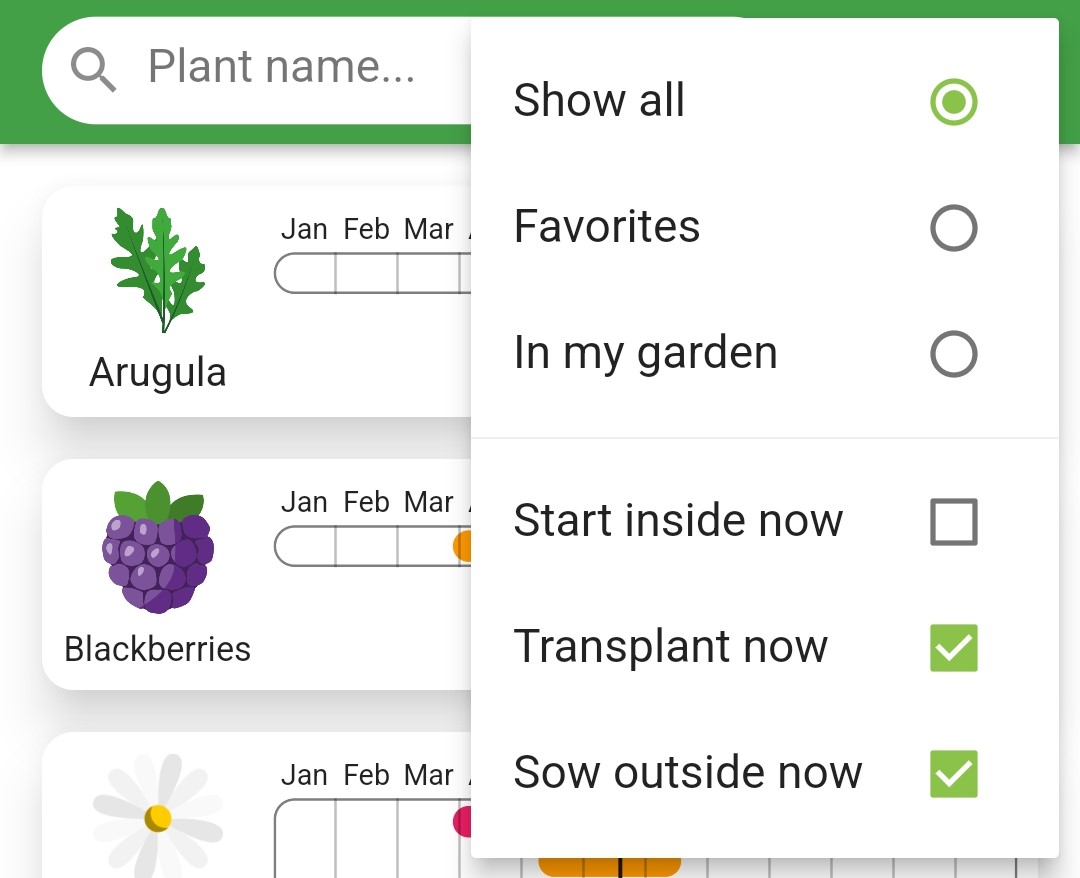 Plant name...
Show all
Favorites
In my garden
Start inside now
Transplant now
Sow outside now
Jan Feb Mar
Arugula
Jan Feb Mar
Blackberries
Jan Feb Mar